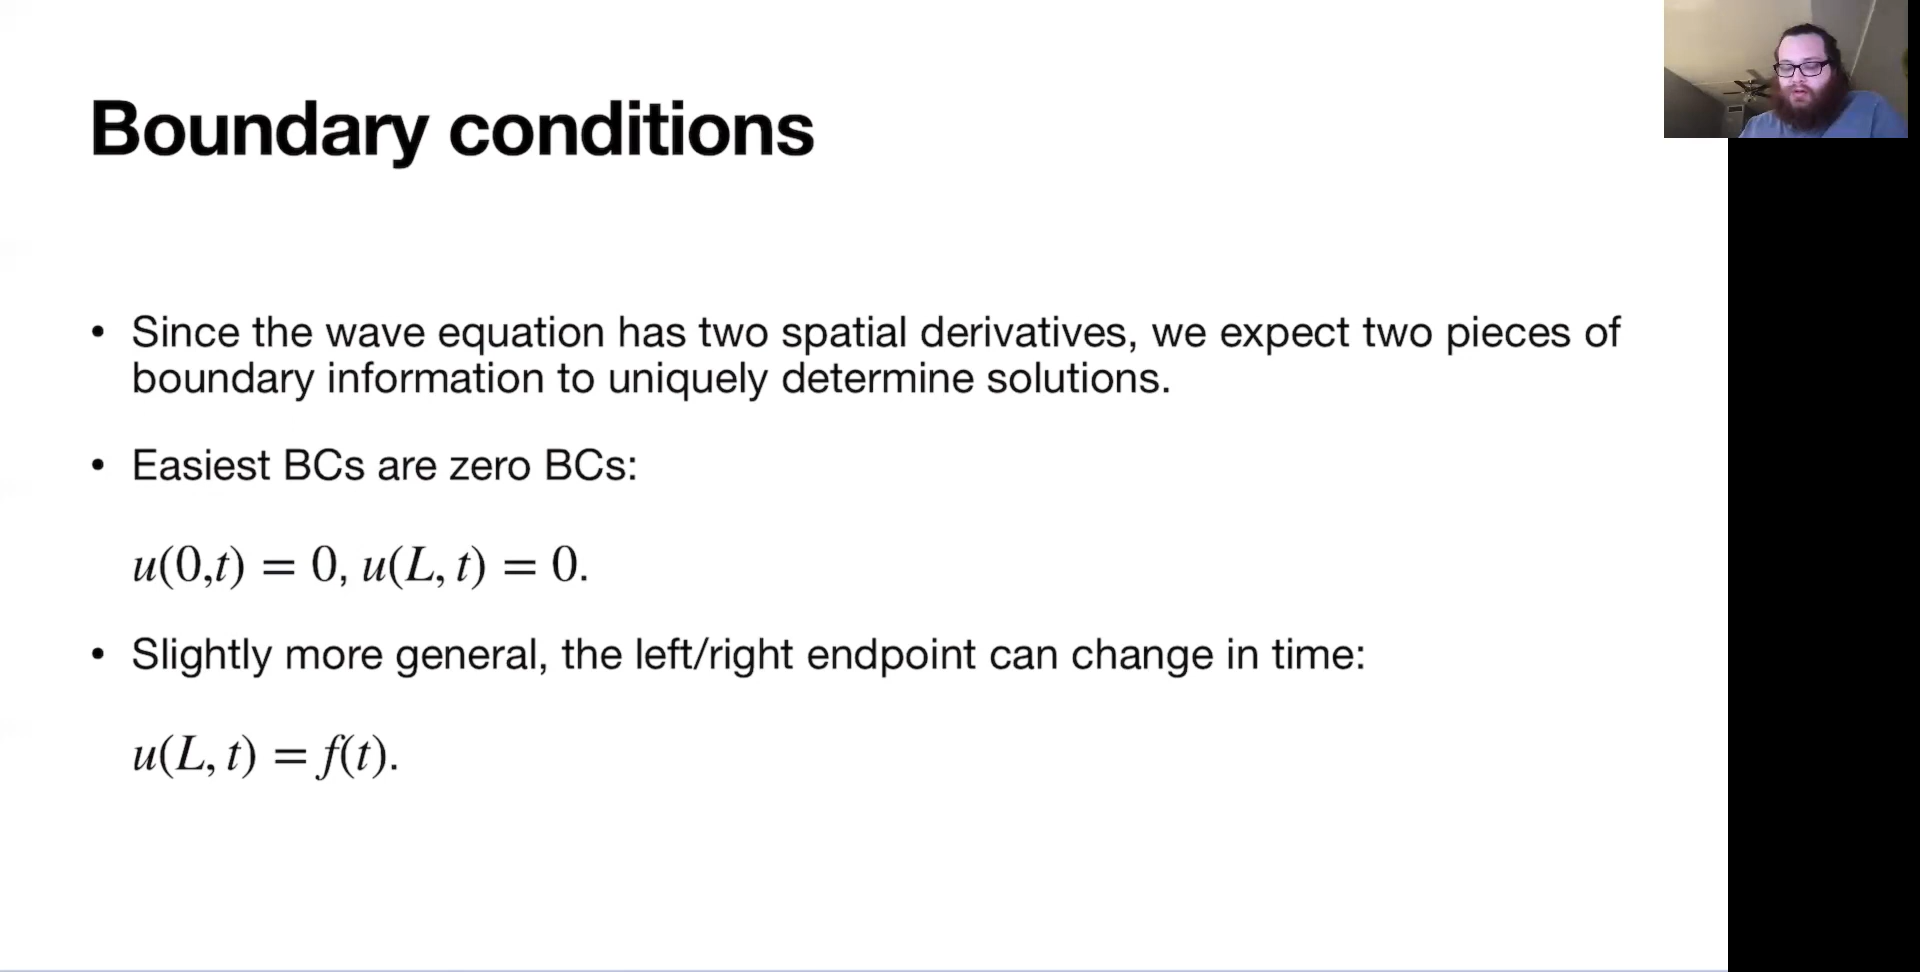 Boundary conditions
• Since the wave equation has two spatial derivatives, we expect two pieces of
boundary information to uniquely determine solutions.
• Easiest BCs are zero BCs:
u(0,t) = 0, u(L, t) = 0.
• Slightly more general, the left/right endpoint can change in time:
u(L, t) = f(t).